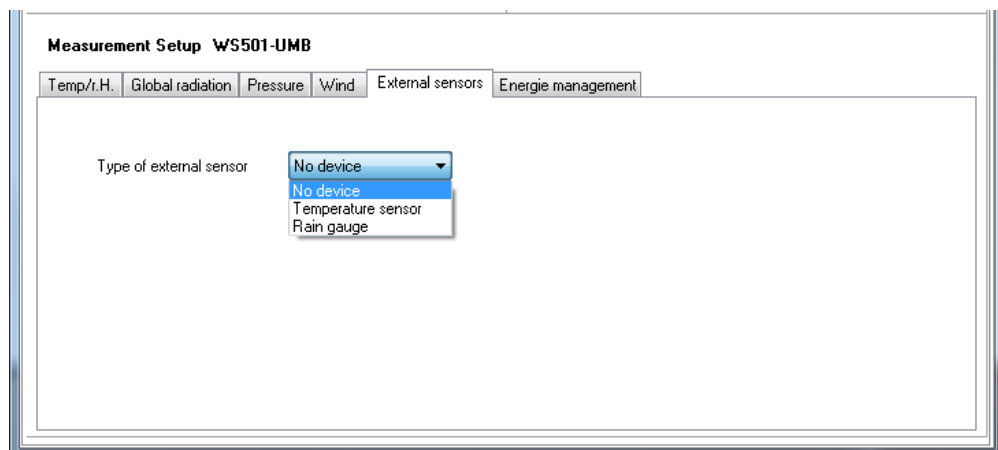 Measurement Setup WS501-UMB
Temp/r.H. Global radiation Pressure Wind External sensors Energie management
Type of external sensor No device
No device
Temperature sensor
Rain gauge